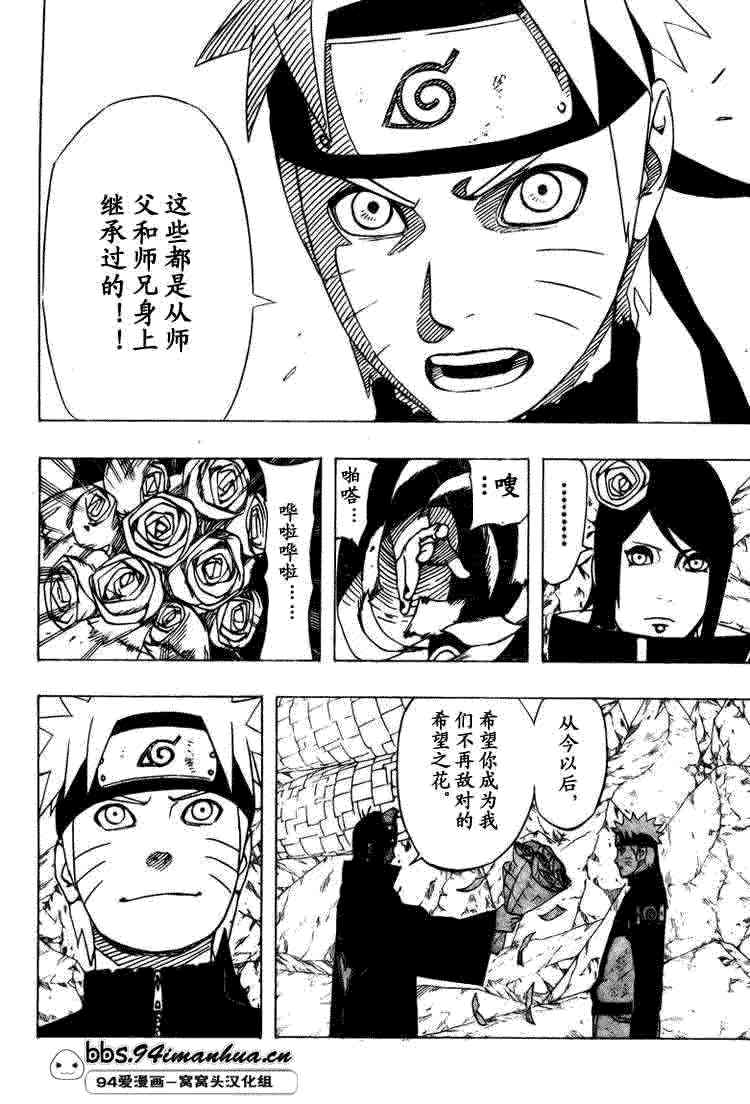 这些都是从师
父和师兄身上
继承过
的！！
………
…嗖
啪嗒…
哗啦哗啦……
从今以后，
希望你成为我
们不再敌对的
希望之花。
bbs.94imanhua.cn
94爱漫画-窝窝头汉化组